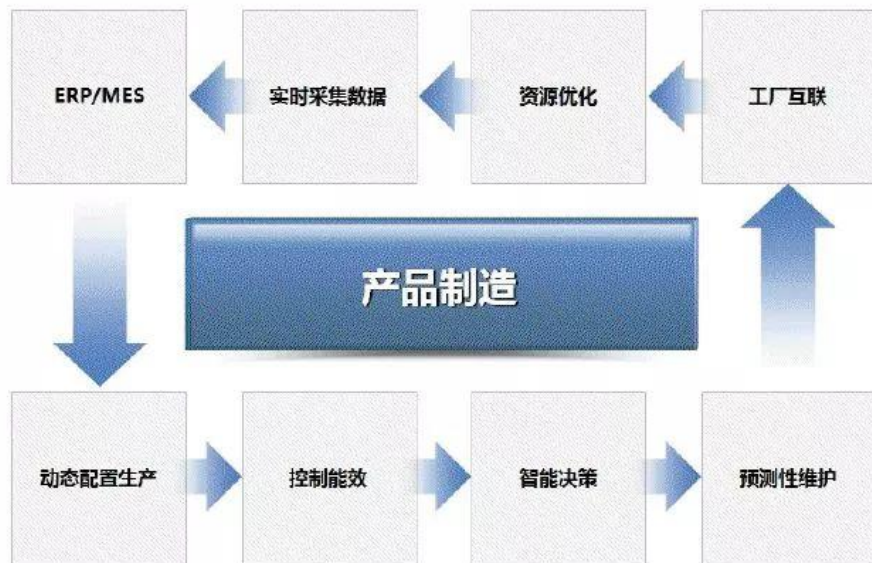 ERP/MES
实时采集数据
资源优化
工厂互联
产品制造
动态配置生产
控制能效
智能决策
预测性维护